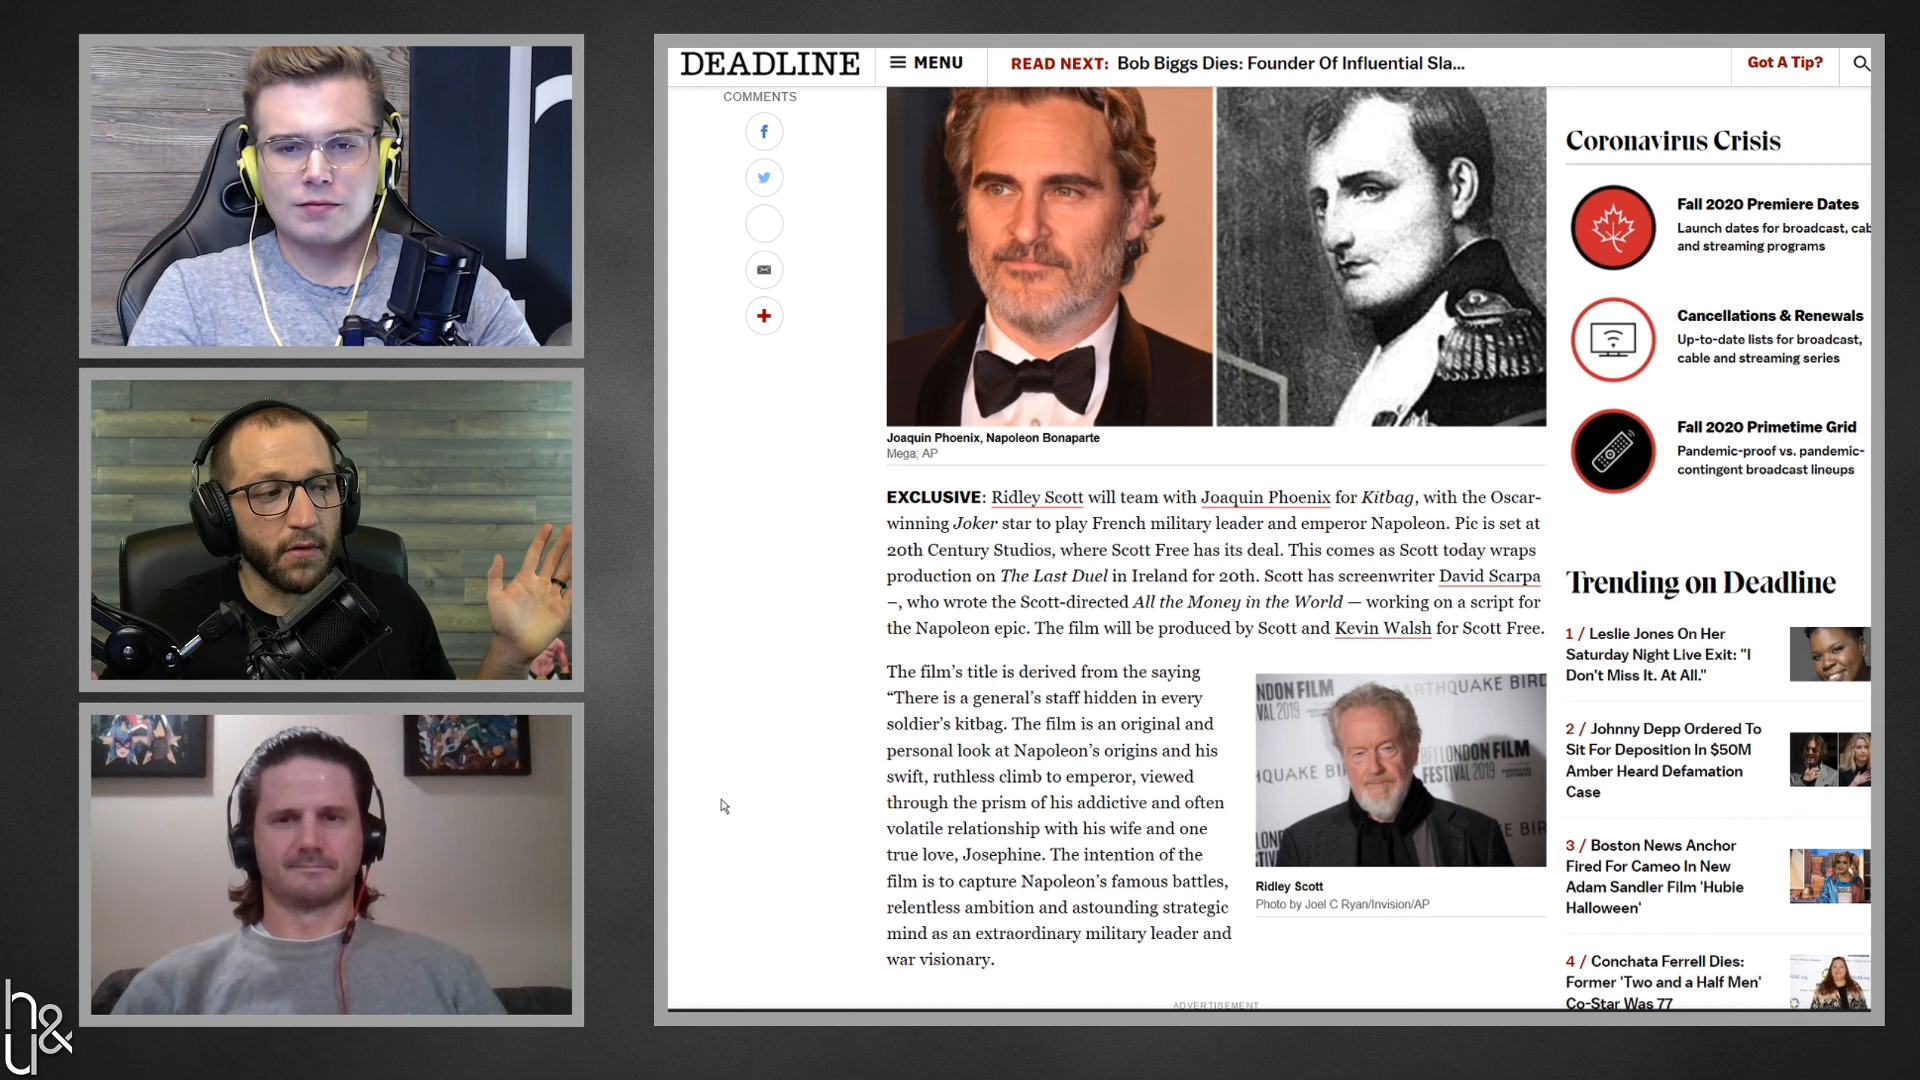 DEADLINE
MENU
READ NEXT: Bob Biggs Dies: Founder Of Influential Sla...
Got A Tip?
COMMENTS
Joaquin Phoenix, Napoleon Bonaparte
Mega; AP
EXCLUSIVE: Ridley Scott will team with Joaquin Phoenix for Kitbag, with the Oscar-
winning Joker star to play French military leader and emperor Napoleon. Pic is set at
20th Century Studios, where Scott Free has its deal. This comes as Scott today wraps
production on The Last Duel in Ireland for 20th. Scott has screenwriter David Scarpa
–, who wrote the Scott-directed All the Money in the World — working on a script for
the Napoleon epic. The film will be produced by Scott and Kevin Walsh for Scott Free.
The film’s title is derived from the saying
“There is a general’s staff hidden in every
soldier’s kitbag. The film is an original and
personal look at Napoleon’s origins and his
swift, ruthless climb to emperor, viewed
through the prism of his addictive and often
volatile relationship with his wife and one
true love, Josephine. The intention of the
film is to capture Napoleon’s famous battles,
relentless ambition and astounding strategic
mind as an extraordinary military leader and
war visionary.
NDON FILM
VAL 2019
EARTHQUAKE BIRD
HQUAKE BI
BFI LONDON FILM
FESTIVAL 2019
E BIR
LON
Ridley Scott
Photo by Joel C Ryan/Invision/AP
ADVERTISEMENT
Coronavirus Crisis
Fall 2020 Premiere Dates
Launch dates for broadcast, cab
and streaming programs
Cancellations & Renewals
Up-to-date lists for broadcast,
cable and streaming series
Fall 2020 Primetime Grid
Pandemic-proof vs. pandemic-
contingent broadcast lineups
Trending on Deadline
1 / Leslie Jones On Her
Saturday Night Live Exit: "I
Don't Miss It. At All."
2 / Johnny Depp Ordered To
Sit For Deposition In $50M
Amber Heard Defamation
Case
3 / Boston News Anchor
Fired For Cameo In New
Adam Sandler Film 'Hubie
Halloween'
4 / Conchata Ferrell Dies:
Former 'Two and a Half Men'
Co-Star Was 77
h&u